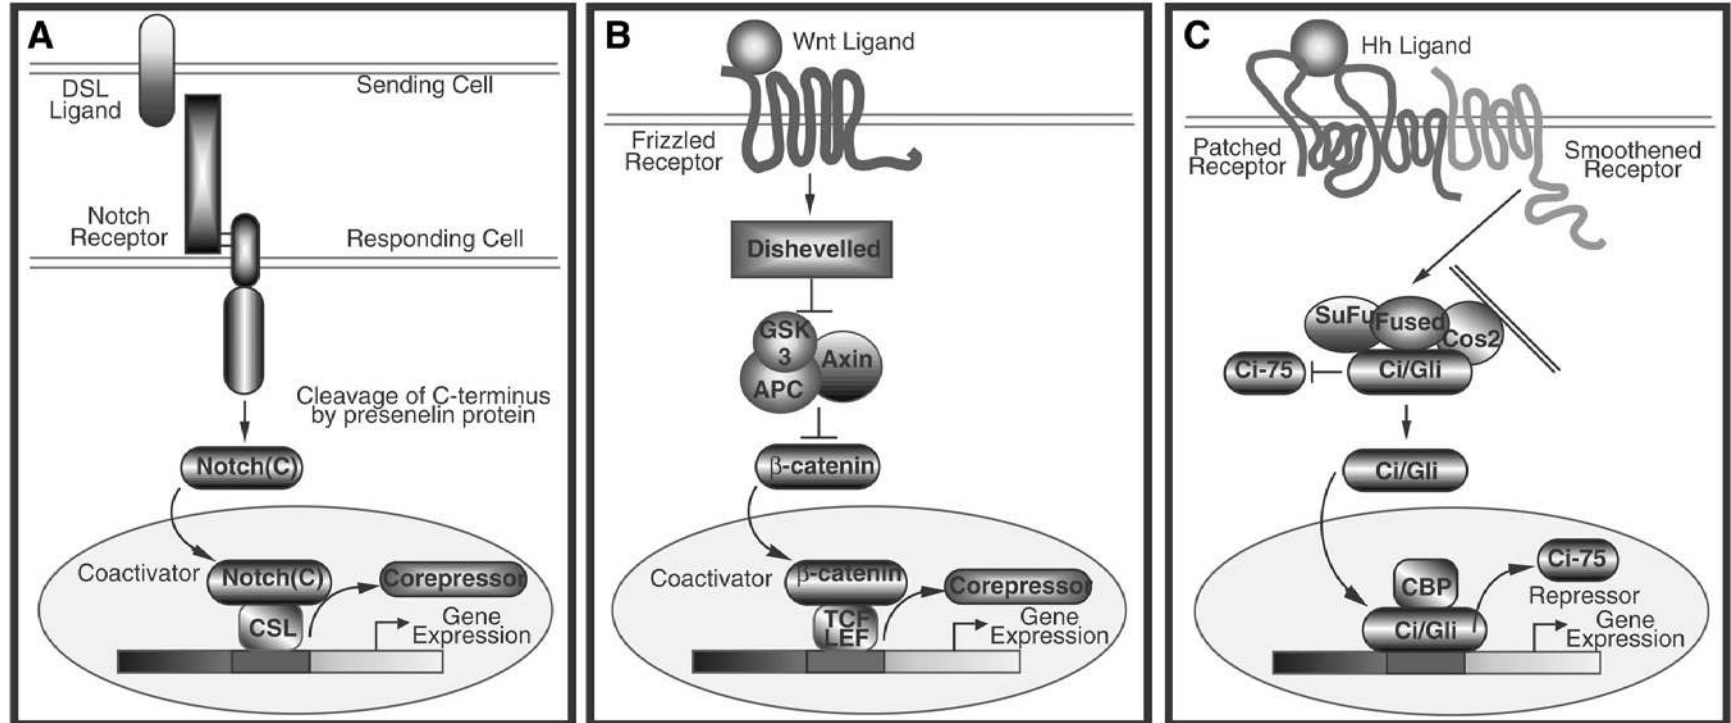 A
DSL
Ligand
Sending Cell
Notch
Receptor
Responding Cell
Cleavage of C-terminus
by presenelin protein
Notch(C)
Coactivator
Notch(C)
Corepressor
CSL
Gene
Expression
B
Wnt Ligand
Frizzled
Receptor
Dishevelled
GSK
3
Axin
APC
β-catenin
Coactivator
β-catenin
Corepressor
TCF
LEF
Gene
Expression
C
Hh Ligand
Patched
Receptor
Smoothened
Receptor
SuFu
Fused
Cos2
Ci-75
Ci/Gli
Ci/Gli
CBP
Ci-75
Repressor
Ci/Gli
Gene
Expression